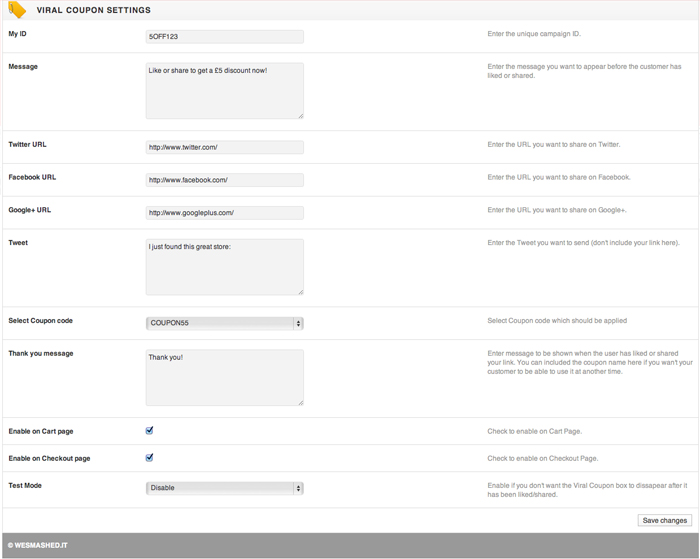 VIRAL COUPON SETTINGS
My ID
5OFF123
Enter the unique campaign ID.
Message
Like or share to get a £5 discount now!
Enter the message you want to appear before the customer has
liked or shared.
Twitter URL
http://www.twitter.com/
Enter the URL you want to share on Twitter.
Facebook URL
http://www.facebook.com/
Enter the URL you want to share on Facebook.
Google+ URL
http://www.googleplus.com/
Enter the URL you want to share on Google+.
Tweet
I just found this great store:
Enter the Tweet you want to send (don't include your link here).
Select Coupon code
COUPON55
Select Coupon code which should be applied
Thank you message
Thank you!
Enter message to be shown when the user has liked or shared
your link. You can included the coupon name here if you wan't your
customer to be able to use it at another time.
Enable on Cart page
Check to enable on Cart Page.
Enable on Checkout page
Check to enable on Checkout Page.
Test Mode
Disable
Enable if you don't want the Viral Coupon box to dissapear after it
has been liked/shared.
Save changes
© WESMASHED.IT